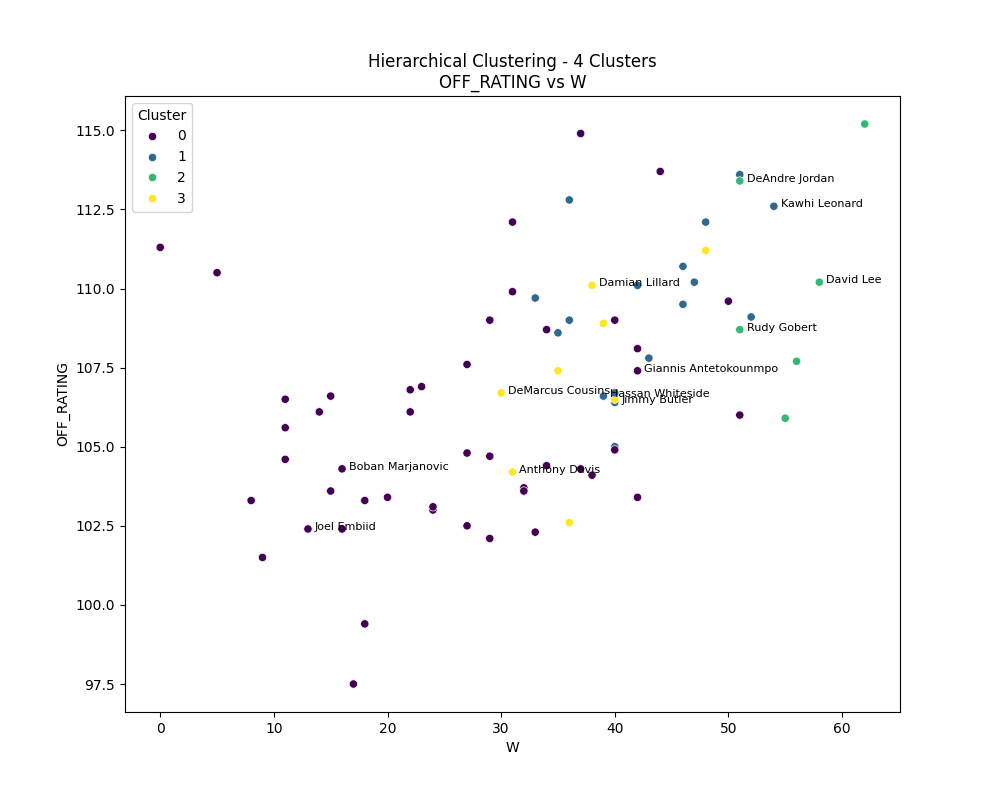 Hierarchical Clustering - 4 Clusters
OFF_RATING vs W
Cluster
0
1
2
3
115.0
112.5
110.0
107.5
105.0
102.5
100.0
97.5
OFF_RATING
DeAndre Jordan
Kawhi Leonard
David Lee
Damian Lillard
Rudy Gobert
Giannis Antetokounmpo
DeMarcus Cousins
Hassan Whiteside
Jimmy Butler
Boban Marjanovic
Anthony Davis
Joel Embiid
0 10 20 30 40 50 60
W